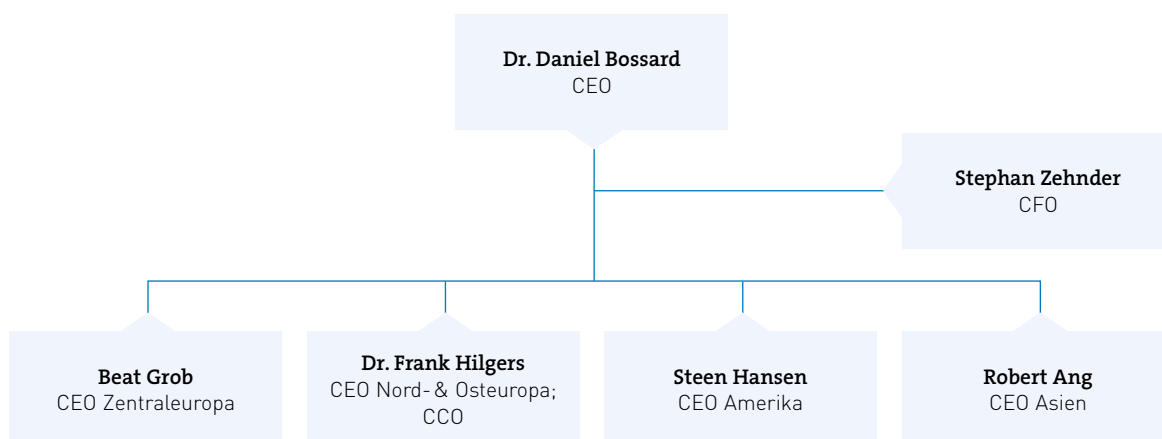 Dr. Daniel Bossard
CEO
Stephan Zehnder
CFO
Beat Grob
CEO Zentraleuropa
Dr. Frank Hilgers
CEO Nord- & Osteuropa;
CCO
Steen Hansen
CEO Amerika
Robert Ang
CEO Asien